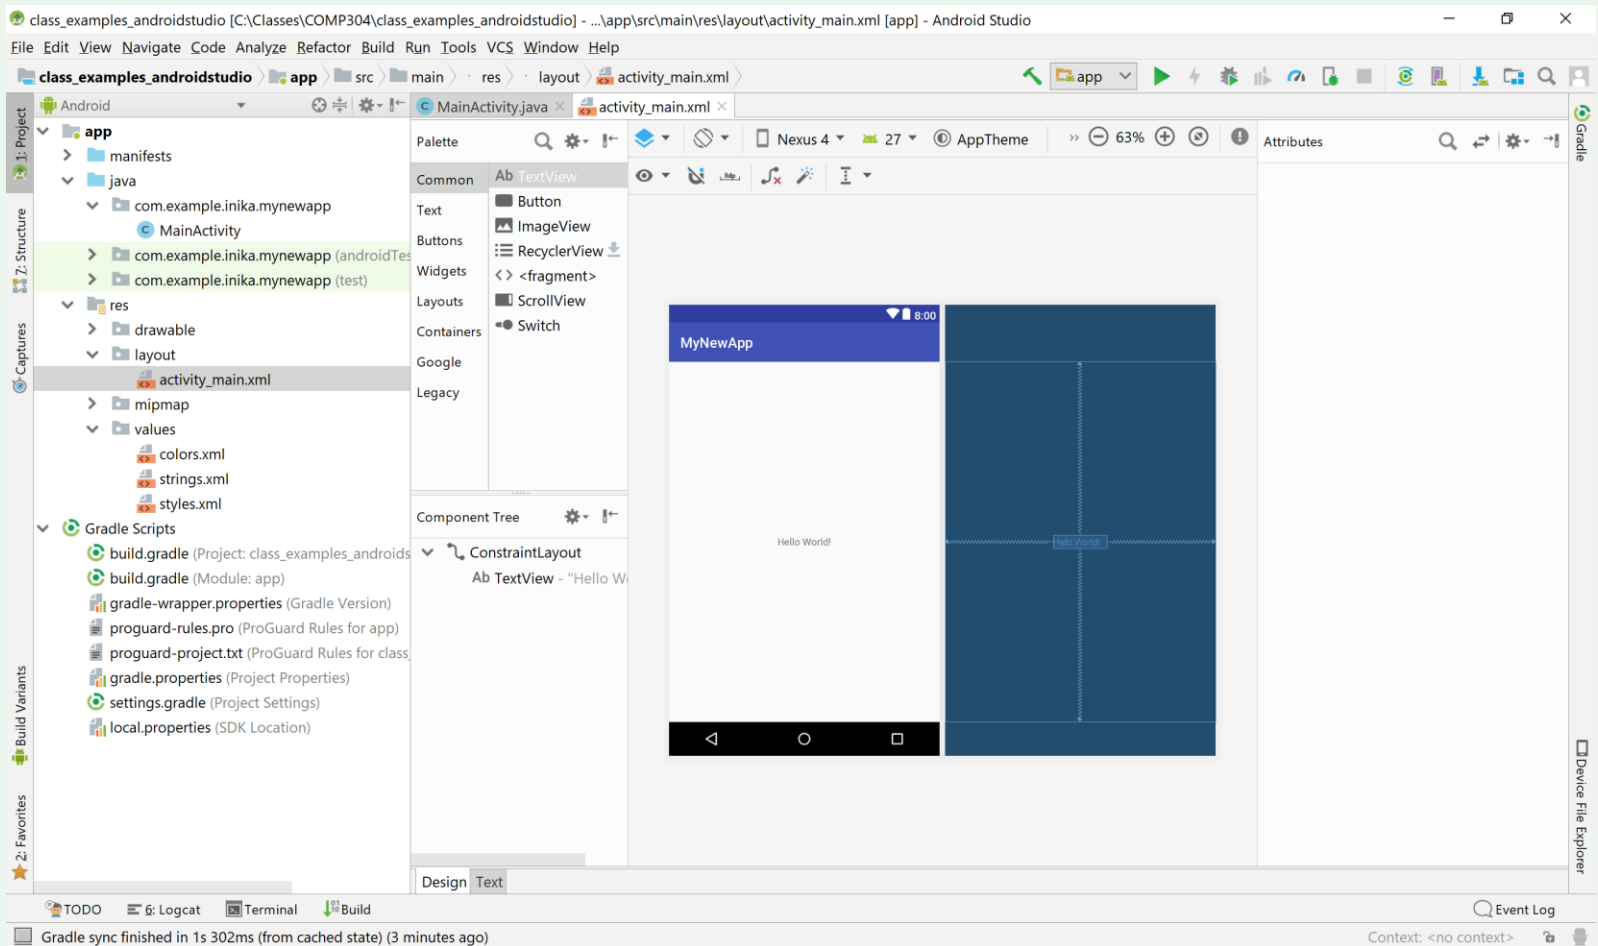 class_examples_androidstudio [C:\Classes\COMP304\class_examples_androidstudio] - ...\app\src\main\res\layout\activity_main.xml [app] - Android Studio
File Edit View Navigate Code Analyze Refactor Build Run Tools VCS Window Help
class_examples_androidstudio app src main res layout activity_main.xml app
1: Project
7: Structure
Captures
Build Variants
2: Favorites
Android
app
manifests
java
com.example.inika.mynewapp
MainActivity
com.example.inika.mynewapp (androidTes
com.example.inika.mynewapp (test)
res
drawable
layout
activity_main.xml
mipmap
values
colors.xml
strings.xml
styles.xml
Gradle Scripts
build.gradle (Project: class_examples_androids
build.gradle (Module: app)
gradle-wrapper.properties (Gradle Version)
proguard-rules.pro (ProGuard Rules for app)
proguard-project.txt (ProGuard Rules for class_
gradle.properties (Project Properties)
settings.gradle (Project Settings)
local.properties (SDK Location)
MainActivity.java activity_main.xml
Palette
Common
Text
Buttons
Widgets
Layouts
Containers
Google
Legacy
Ab TextView
Button
ImageView
RecyclerView
<fragment>
ScrollView
Switch
Component Tree
ConstraintLayout
Ab TextView - "Hello W
Nexus 4 27 AppTheme >> 63%
8dp
8:00
MyNewApp
Hello World!
Hello World!
Attributes
Gradle
Device File Explorer
Design Text
TODO 6: Logcat Terminal Build Event Log
Gradle sync finished in 1s 302ms (from cached state) (3 minutes ago) Context: <no context>